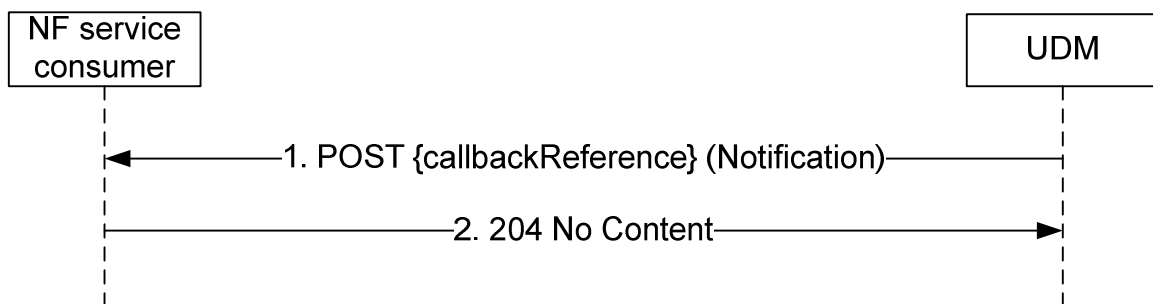 NF service
consumer
UDM
1. POST {callbackReference} (Notification)
2. 204 No Content